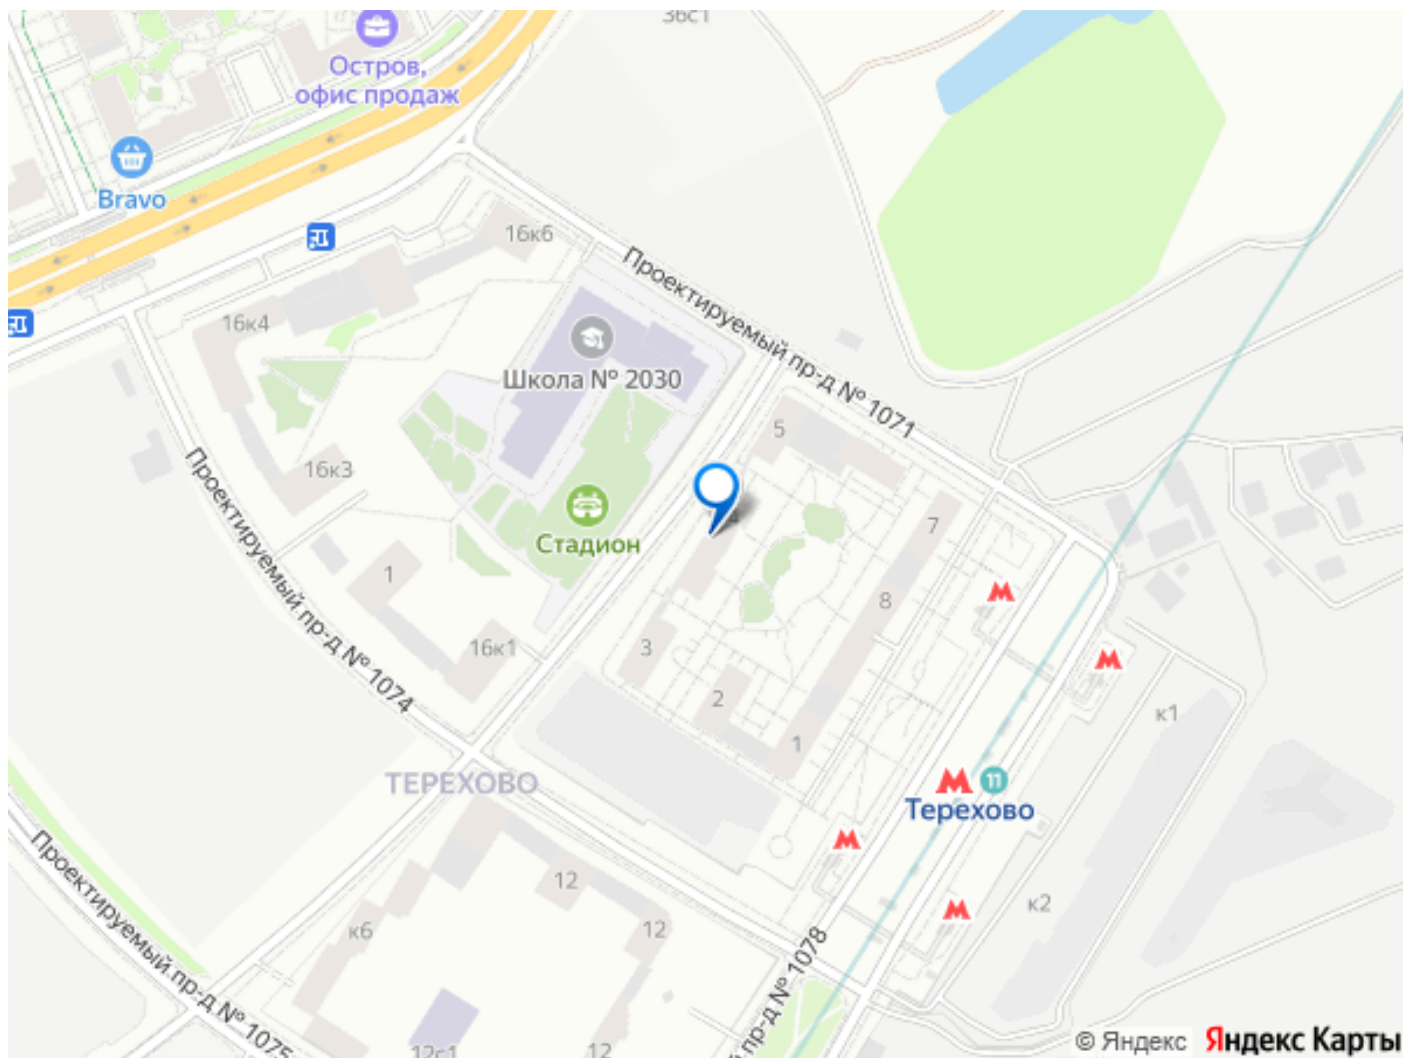 36с1
Остров,
офис продаж
Bravo
16к6
Проектируемый пр-д № 1071
16к4
Школа № 2030
5
16к3
7
Стадион
Проектируемый пр-д № 1074
1
8
3
16к1
2
к1
1
ТЕРЕХОВО
11
Терехово
Проектируемый пр-д № 1075
12
к2
к6
12
пр-д № 1078
12с1
12
© Яндекс Яндекс Карты